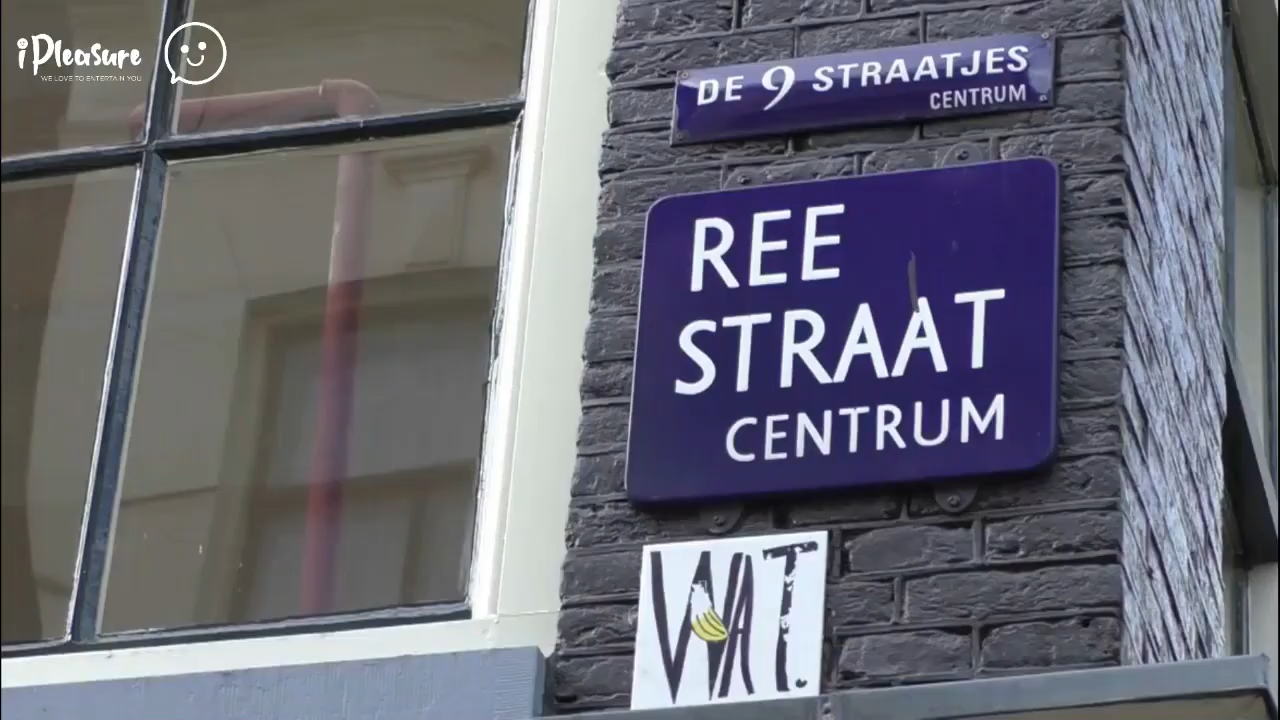 iPleasure
WE LOVE TO ENTERTAIN YOU
DE 9 STRAATJES
CENTRUM
REE
STRAAT
CENTRUM
WAT.